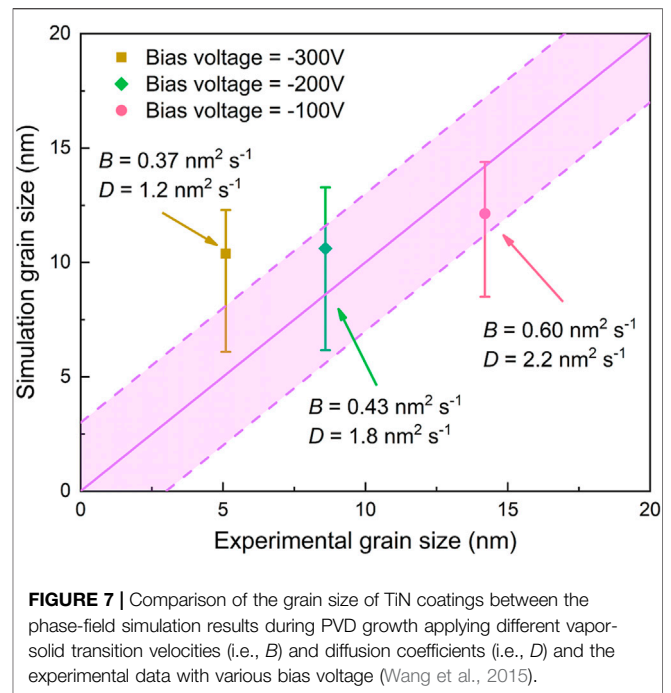 20
15
10
5
0
Simulation grain size (nm)
Bias voltage = -300V
Bias voltage = -200V
Bias voltage = -100V
B = 0.37 nm² s⁻¹
D = 1.2 nm² s⁻¹
B = 0.60 nm² s⁻¹
D = 2.2 nm² s⁻¹
B = 0.43 nm² s⁻¹
D = 1.8 nm² s⁻¹
0 5 10 15 20
Experimental grain size (nm)
FIGURE 7 | Comparison of the grain size of TiN coatings between the
phase-field simulation results during PVD growth applying different vapor-
solid transition velocities (i.e., B) and diffusion coefficients (i.e., D) and the
experimental data with various bias voltage (Wang et al., 2015).